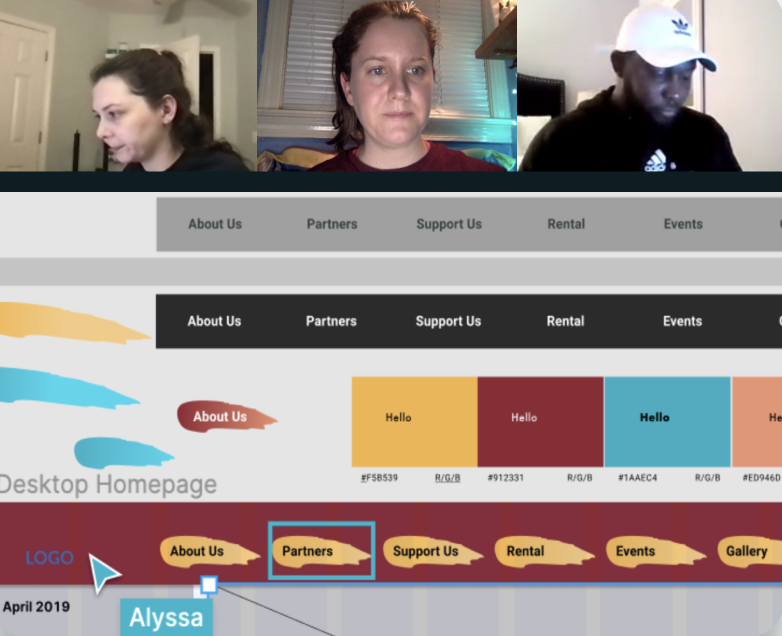 adidas
About Us Partners Support Us Rental Events
About Us Partners Support Us Rental Events
About Us
Hello Hello Hello
#F5B539 R/G/B #912331 R/G/B #1AAEC4 R/G/B #ED946D
Desktop Homepage
LOGO About Us Partners Support Us Rental Events Gallery
April 2019
Alyssa